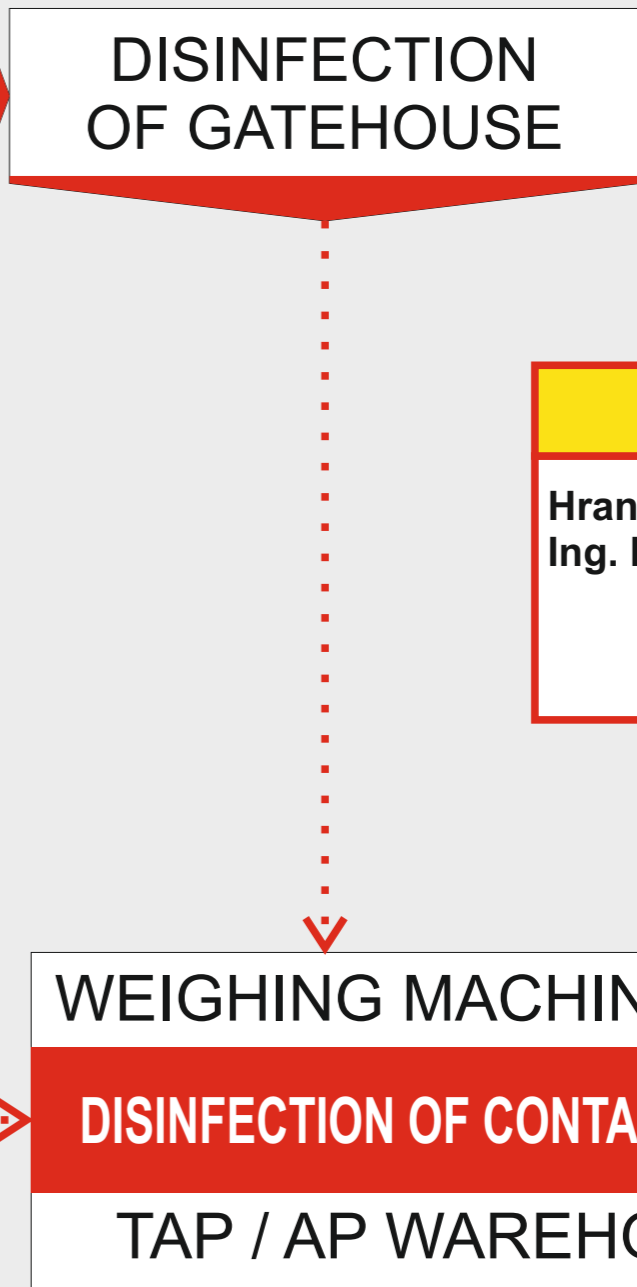 DISINFECTION
OF GATEHOUSE
Hran
Ing.
WEIGHING MACHIN
DISINFECTION OF CONTA
TAP / AP WAREHO